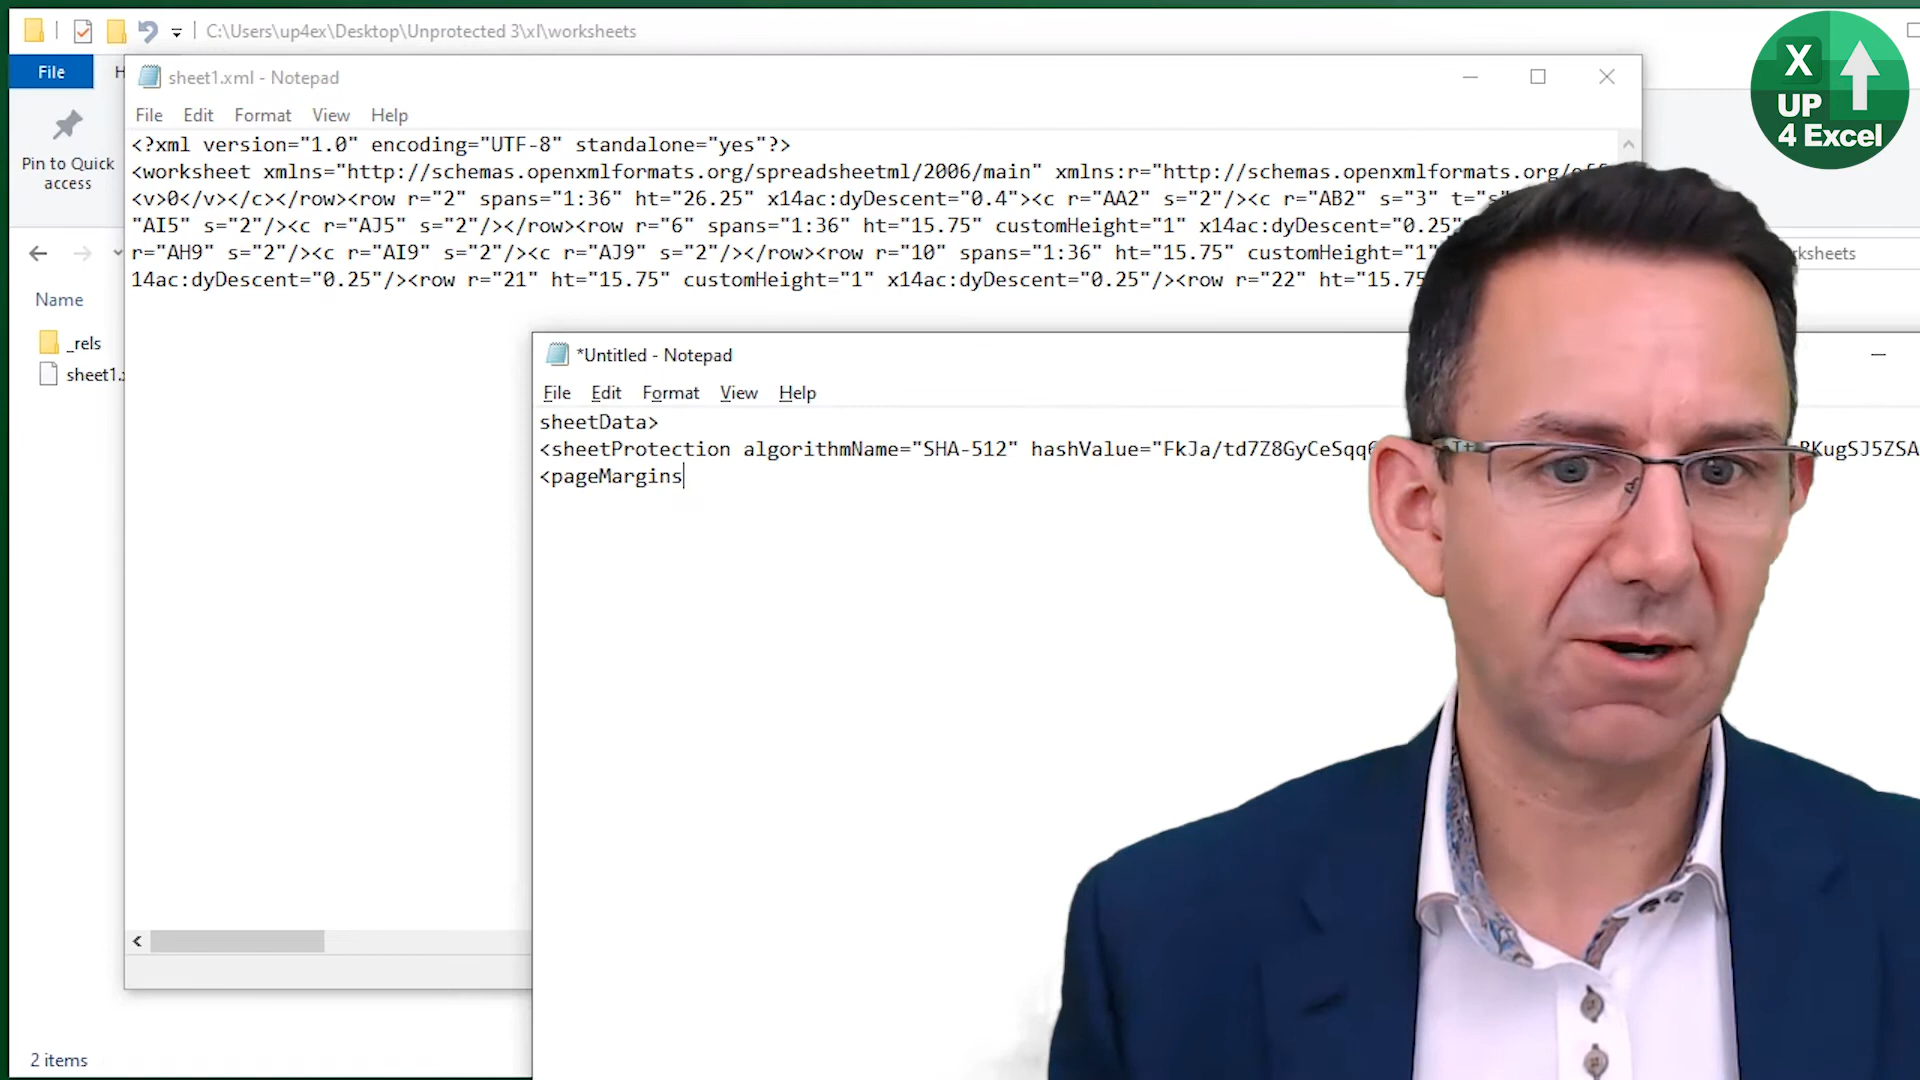 C:\Users\up4ex\Desktop\Unprotected 3\xl\worksheets
X
UP
4 Excel
File
sheet1.xml - Notepad
File Edit Format View Help
Pin to Quick
access
<?xml version="1.0" encoding="UTF-8" standalone="yes"?>
<worksheet xmlns="http://schemas.openxmlformats.org/spreadsheetml/2006/main" xmlns:r="http://schemas.openxmlformats.org/
<v>0</v></c></row><row r="2" spans="1:36" ht="26.25" x14ac:dyDescent="0.4"><c r="AA2" s="2"/><c r="AB2" s="3" t="s"
"AI5" s="2"/><c r="AJ5" s="2"/></row><row r="6" spans="1:36" ht="15.75" customHeight="1" x14ac:dyDescent="0.25"
r="AH9" s="2"/><c r="AI9" s="2"/><c r="AJ9" s="2"/></row><row r="10" spans="1:36" ht="15.75" customHeight="1"
14ac:dyDescent="0.25"/><row r="21" ht="15.75" customHeight="1" x14ac:dyDescent="0.25"/><row r="22" ht="15.75
Name
_rels
sheet1.
*Untitled - Notepad
File Edit Format View Help
sheetData>
<sheetProtection algorithmName="SHA-512" hashValue="FkJa/td7Z8GyCeSqq KugSJ5ZSA
<pageMargins
2 items